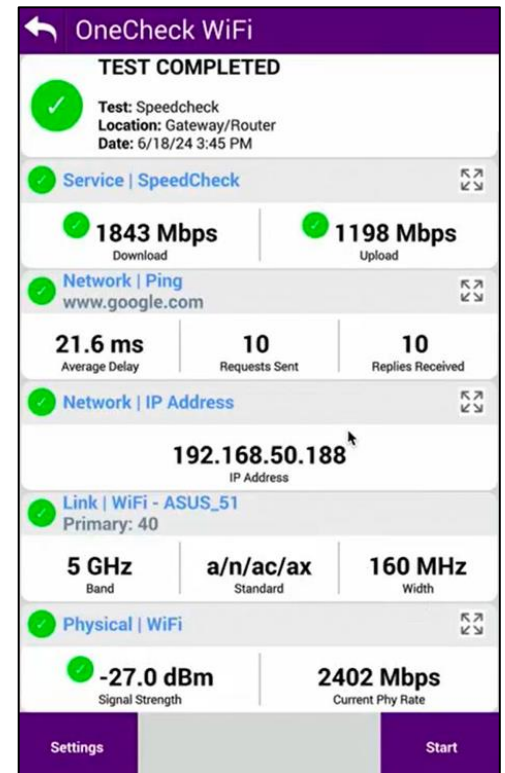 OneCheck WiFi
TEST COMPLETED
Test: Speedcheck
Location: Gateway/Router
Date: 6/18/24 3:45 PM
Service | SpeedCheck
1843 Mbps
Download
1198 Mbps
Upload
Network | Ping
www.google.com
21.6 ms
Average Delay
10
Requests Sent
10
Replies Received
Network | IP Address
192.168.50.188
IP Address
Link | WiFi - ASUS_51
Primary: 40
5 GHz
Band
a/n/ac/ax
Standard
160 MHz
Width
Physical | WiFi
-27.0 dBm
Signal Strength
2402 Mbps
Current Phy Rate
Settings
Start